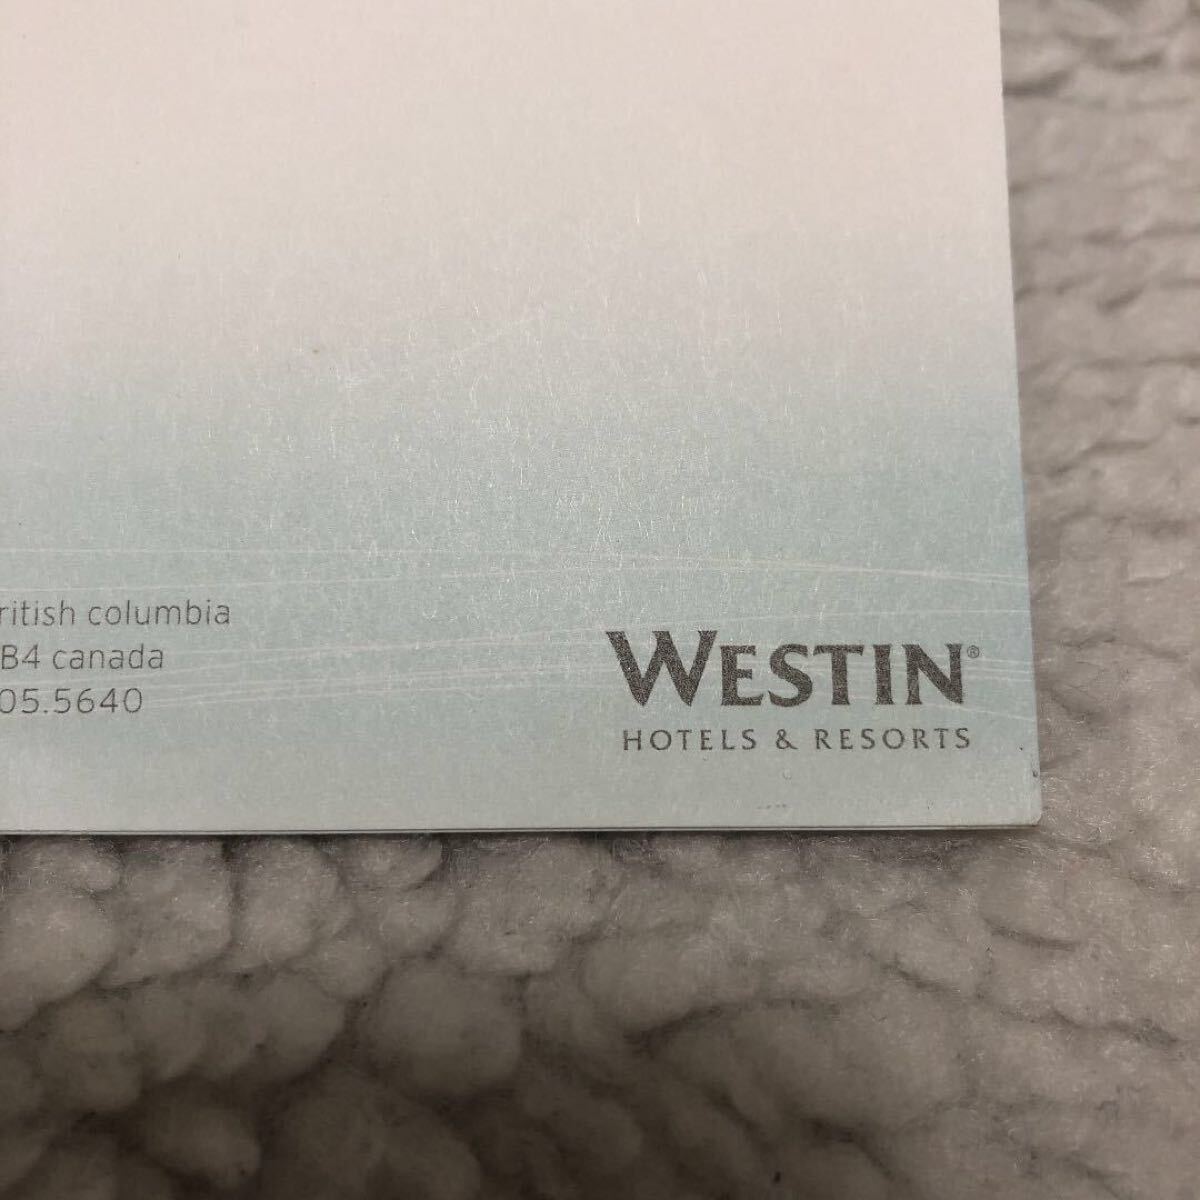 ritish columbia
B4 canada
05.5640
WESTIN®
HOTELS & RESORTS